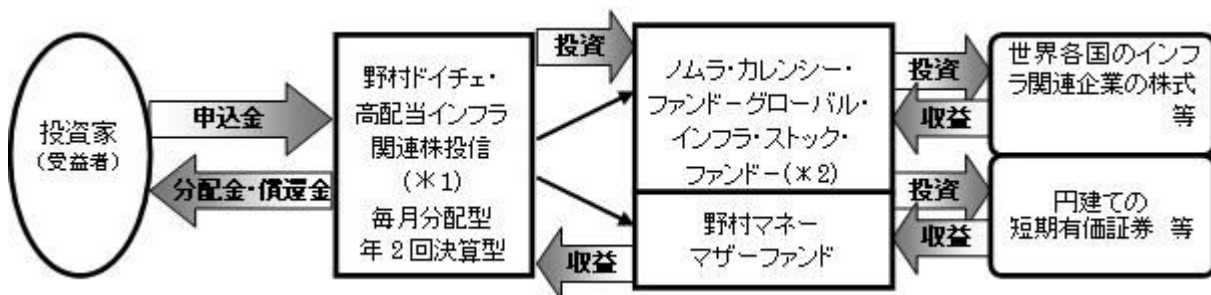 投資家
(受益者)
申込金
分配金・償還金
野村ドイチェ・
高配当インフラ
関連株投信
(*1)
毎月分配型
年2回決算型
投資
収益
ノムラ・カレンシー・
ファンド-グローバル・
インフラ・ストック・
ファンド-(*2)
野村マネー
マザーファンド
投資
収益
投資
収益
世界各国のインフ
ラ関連企業の株式
等
円建ての
短期有価証券 等